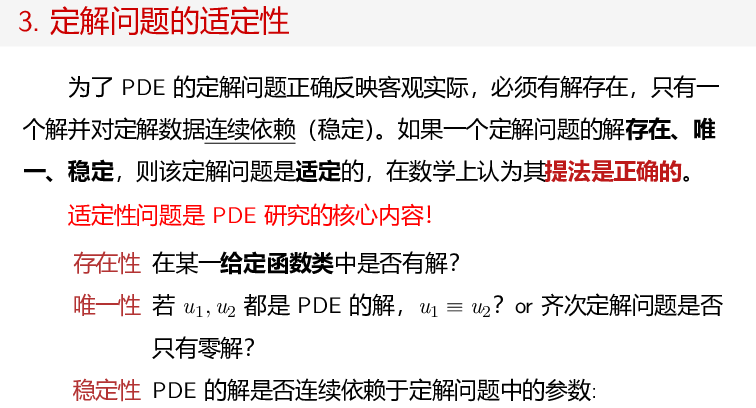 3. 定解问题的适定性
为了 PDE 的定解问题正确反映客观实际，必须有解存在，只有一
个解并对定解数据连续依赖（稳定）。如果一个定解问题的解存在、唯
一、稳定，则该定解问题是适定的，在数学上认为其提法是正确的。
适定性问题是 PDE 研究的核心内容！
存在性 在某一给定函数类中是否有解？
唯一性 若 u₁, u₂ 都是 PDE 的解，u₁ ≡ u₂？or 齐次定解问题是否
只有零解？
稳定性 PDE 的解是否连续依赖于定解问题中的参数: